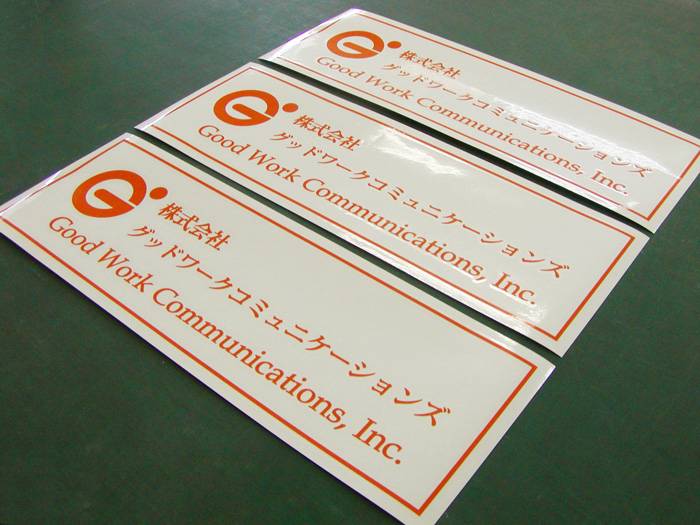 G
株式会社
グッドワークコミュニケーションズ
Good Work Communications, Inc.
G
株式会社
グッドワークコミュニケーションズ
Good Work Communications, Inc.
G
株式会社
グッドワークコミュニケーションズ
Good Work Communications, Inc.